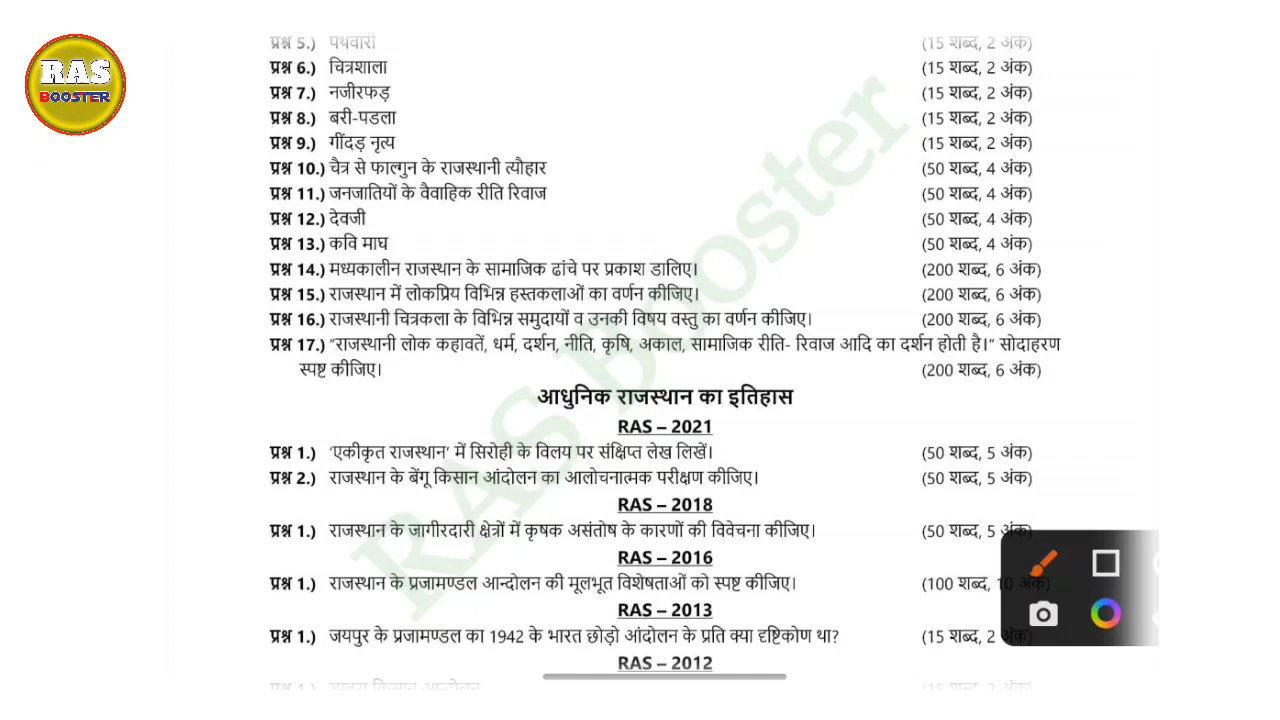 RAS
BOOSTER
प्रश्न 5.) पथवारी (15 शब्द, 2 अंक)
प्रश्न 6.) चित्रशाला (15 शब्द, 2 अंक)
प्रश्न 7.) नजीरफड़ (15 शब्द, 2 अंक)
प्रश्न 8.) बरी-पडला (15 शब्द, 2 अंक)
प्रश्न 9.) गींदड़ नृत्य (15 शब्द, 2 अंक)
प्रश्न 10.) चैत्र से फाल्गुन के राजस्थानी त्यौहार (50 शब्द, 4 अंक)
प्रश्न 11.) जनजातियों के वैवाहिक रीति रिवाज (50 शब्द, 4 अंक)
प्रश्न 12.) देवजी (50 शब्द, 4 अंक)
प्रश्न 13.) कवि माघ (50 शब्द, 4 अंक)
प्रश्न 14.) मध्यकालीन राजस्थान के सामाजिक ढांचे पर प्रकाश डालिए। (200 शब्द, 6 अंक)
प्रश्न 15.) राजस्थान में लोकप्रिय विभिन्न हस्तकलाओं का वर्णन कीजिए। (200 शब्द, 6 अंक)
प्रश्न 16.) राजस्थानी चित्रकला के विभिन्न समुदायों व उनकी विषय वस्तु का वर्णन कीजिए। (200 शब्द, 6 अंक)
प्रश्न 17.) "राजस्थानी लोक कहावतें, धर्म, दर्शन, नीति, कृषि, अकाल, सामाजिक रीति- रिवाज आदि का दर्शन होती है।" सोदाहरण
स्पष्ट कीजिए। (200 शब्द, 6 अंक)
आधुनिक राजस्थान का इतिहास
RAS – 2021
प्रश्न 1.) 'एकीकृत राजस्थान' में सिरोही के विलय पर संक्षिप्त लेख लिखें। (50 शब्द, 5 अंक)
प्रश्न 2.) राजस्थान के बेंगू किसान आंदोलन का आलोचनात्मक परीक्षण कीजिए। (50 शब्द, 5 अंक)
RAS – 2018
प्रश्न 1.) राजस्थान के जागीरदारी क्षेत्रों में कृषक असंतोष के कारणों की विवेचना कीजिए। (50 शब्द, 5 अंक)
RAS – 2016
प्रश्न 1.) राजस्थान के प्रजामण्डल आन्दोलन की मूलभूत विशेषताओं को स्पष्ट कीजिए। (100 शब्द, 10 अंक)
RAS – 2013
प्रश्न 1.) जयपुर के प्रजामण्डल का 1942 के भारत छोड़ो आंदोलन के प्रति क्या दृष्टिकोण था? (15 शब्द, 2 अंक)
RAS – 2012
RAS Booster